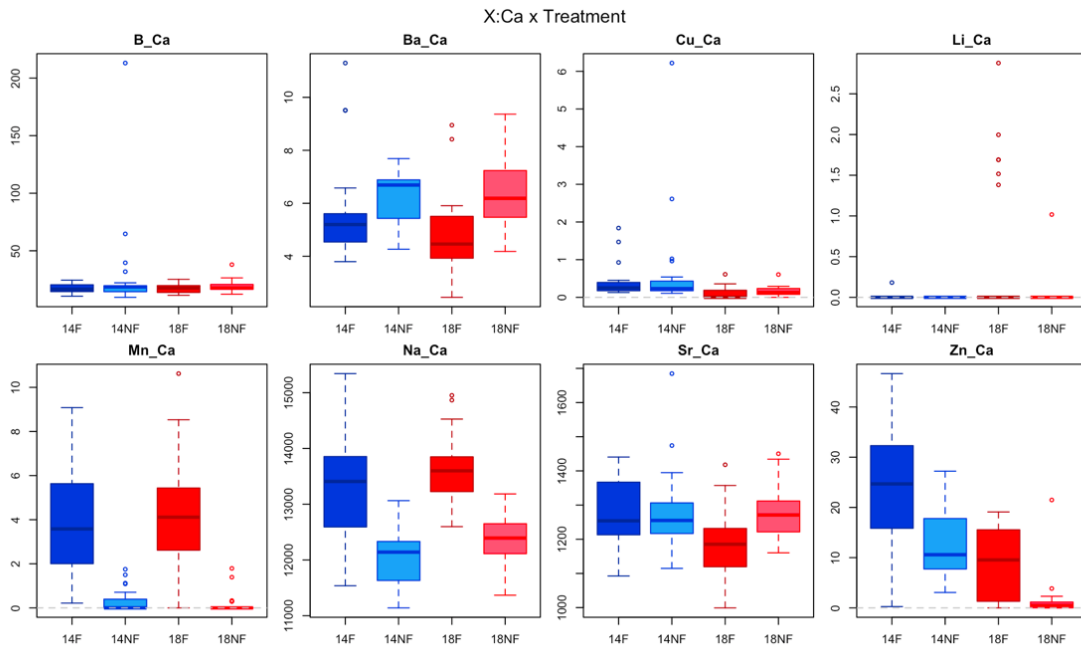 X:Ca x Treatment
B_Ca
Ba_Ca
Cu_Ca
Li_Ca
200
150
100
50
10
8
6
4
6
5
4
3
2
1
0
2.5
2.0
1.5
1.0
0.5
0.0
14F 14NF 18F 18NF
14F 14NF 18F 18NF
14F 14NF 18F 18NF
14F 14NF 18F 18NF
Mn_Ca
Na_Ca
Sr_Ca
Zn_Ca
10
8
6
4
2
0
15000
14000
13000
12000
11000
1600
1400
1200
1000
40
30
20
10
0
14F 14NF 18F 18NF
14F 14NF 18F 18NF
14F 14NF 18F 18NF
14F 14NF 18F 18NF